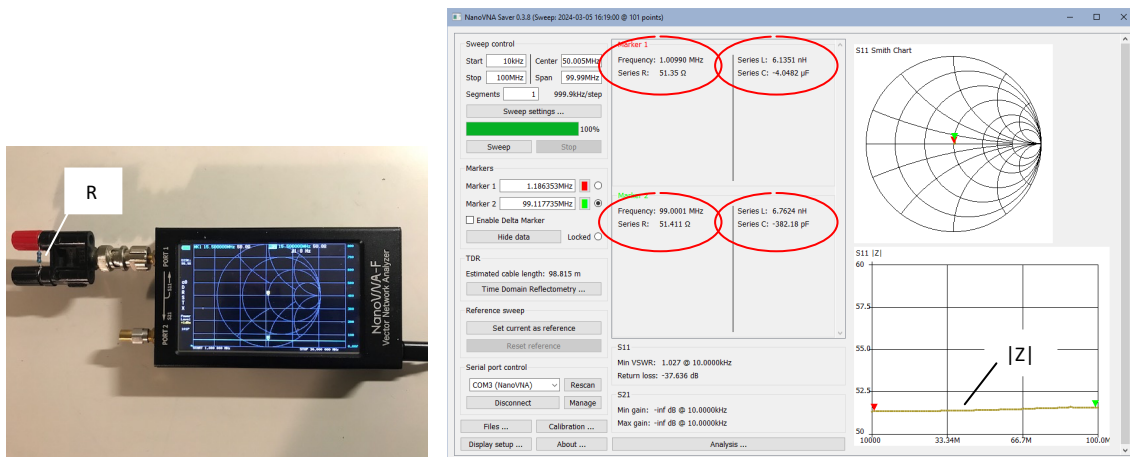 R
NanoVNA-F
Vector Network Analyzer
PORT 1
S11
S21
PORT 2
NanoVNA Saver 0.3.8 (Sweep: 2024-03-05 16:19:00 @ 101 points)
Sweep control
Start 10kHz Center 50.005MHz
Stop 100MHz Span 99.99MHz
Segments 1 999.9kHz/step
Sweep settings ...
100%
Sweep Stop
Markers
Marker 1 1.186353MHz
Marker 2 99.117735MHz
Enable Delta Marker
Hide data Locked
TDR
Estimated cable length: 98.815 m
Time Domain Reflectometry ...
Reference sweep
Set current as reference
Reset reference
Serial port control
COM3 (NanoVNA) Rescan
Disconnect Manage
Files ... Calibration ...
Display setup ... About ...
Marker 1
Frequency: 1.00990 MHz Series L: 6.1351 nH
Series R: 51.35 Ω Series C: -4.0482 µF
Frequency: 99.0001 MHz Series L: 6.7624 nH
Series R: 51.411 Ω Series C: -382.18 pF
S11
Min VSWR: 1.027 @ 10.0000kHz
Return loss: -37.636 dB
S21
Min gain: -inf dB @ 10.0000kHz
Max gain: -inf dB @ 10.0000kHz
Analysis ...
S11 Smith Chart
S11 |Z|
60
57.5
55.0
|Z|
52.5
50
10000 33.34M 66.7M 100.0M